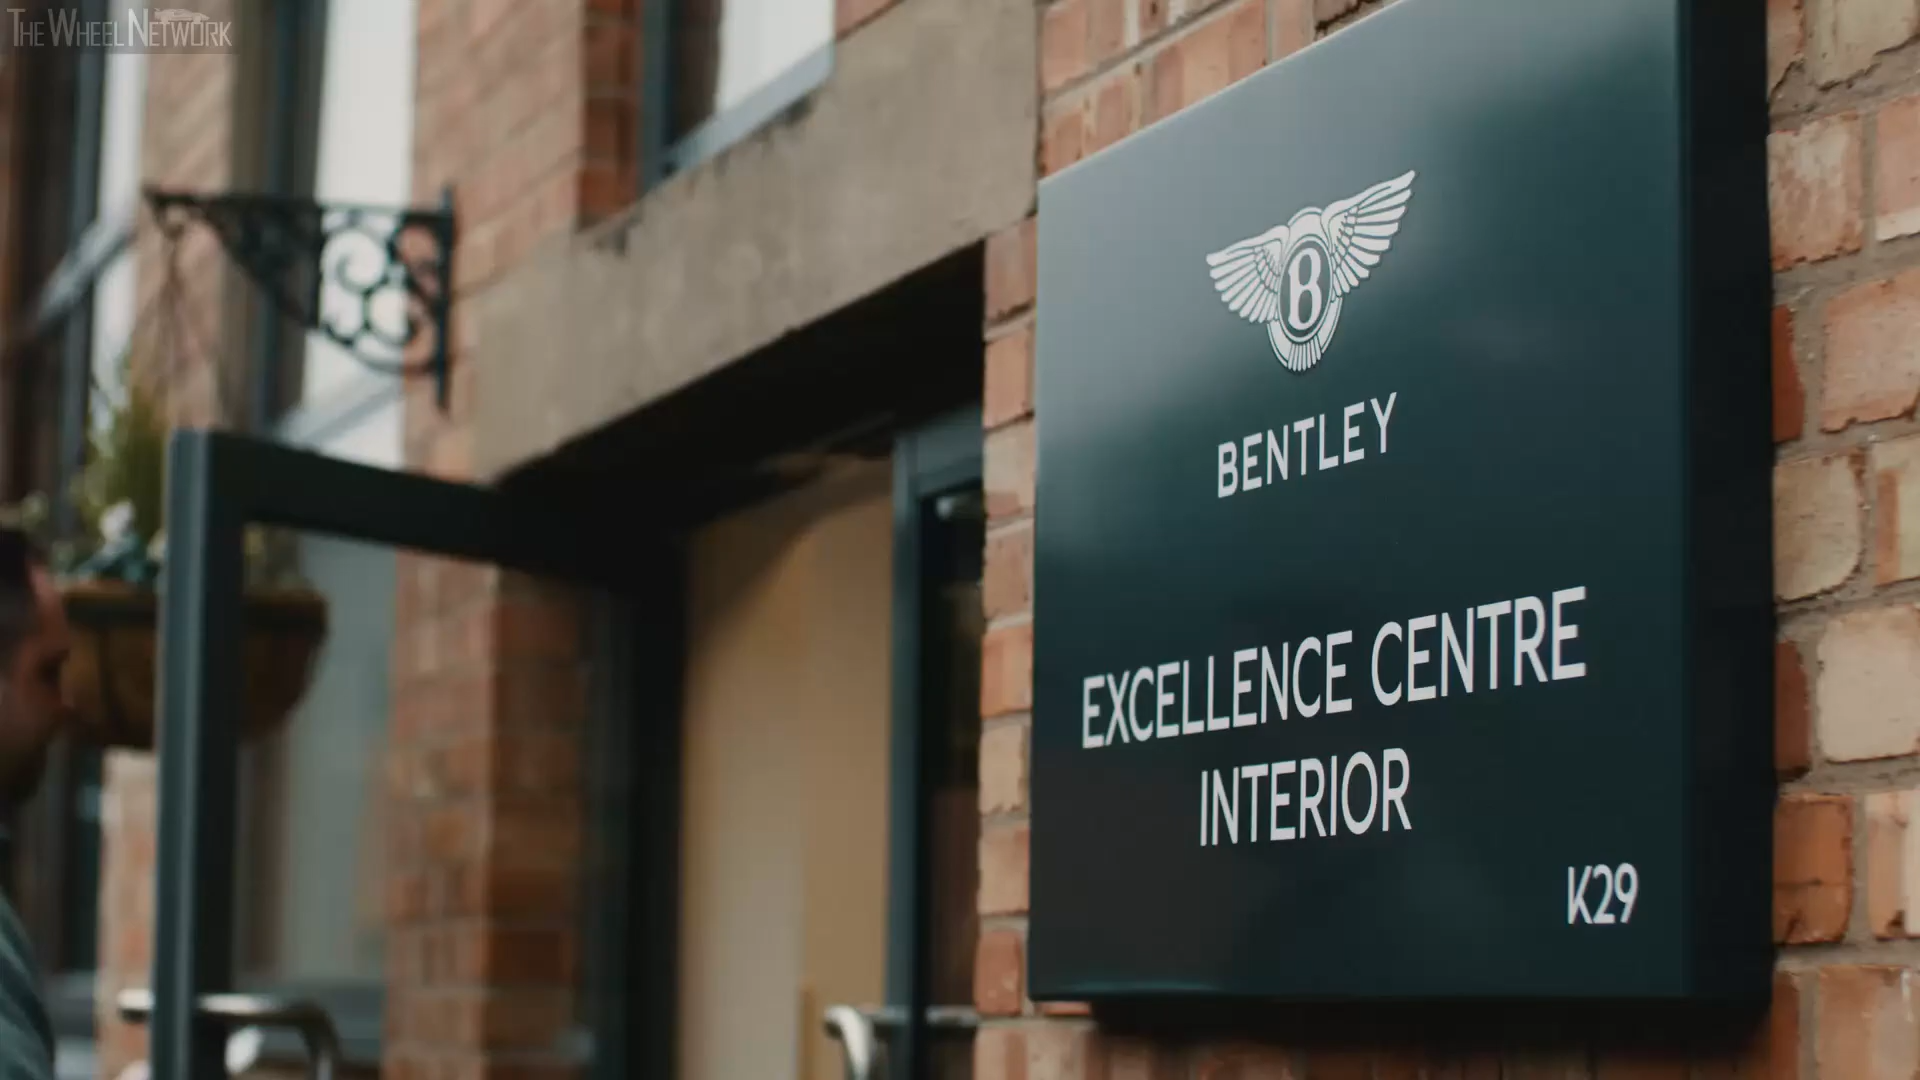 THE WHEEL NETWORK
B
BENTLEY
EXCELLENCE CENTRE
INTERIOR
K29